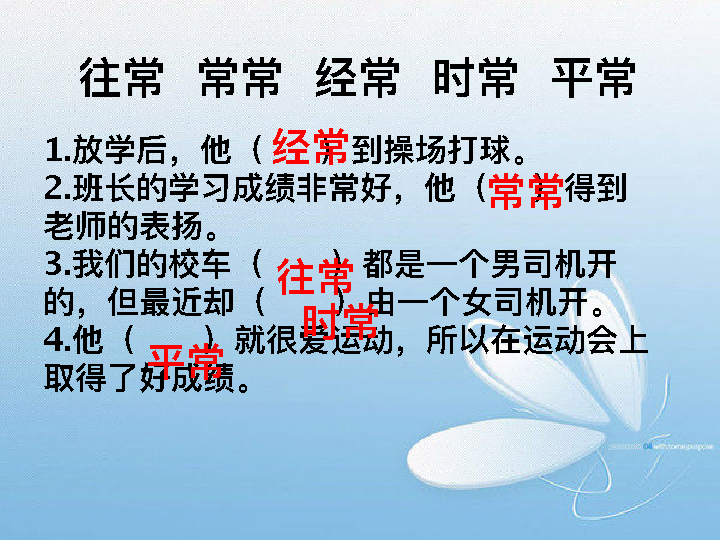 往常 常常 经常 时常 平常
1.放学后，他（经常）到操场打球。
2.班长的学习成绩非常好，他（常常）得到
老师的表扬。
3.我们的校车（往常）都是一个男司机开
的，但最近却（时常）由一个女司机开。
4.他（平常）就很爱运动，所以在运动会上
取得了好成绩。